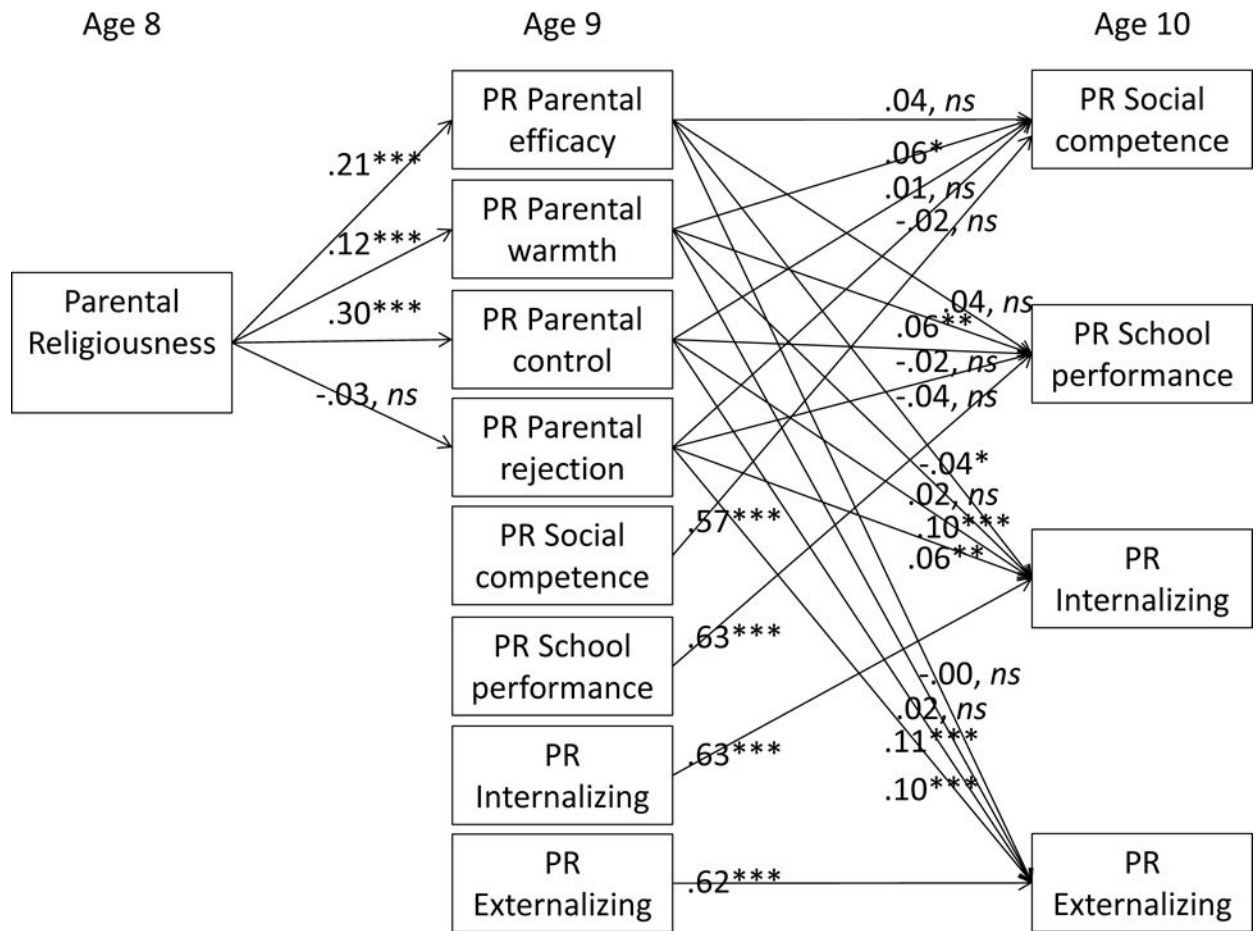 Age 8
Age 9
Age 10
PR Parental
efficacy
.04, ns
PR Social
competence
.21***
.06*
.01, ns
-.02, ns
PR Parental
warmth
.12***
Parental
Religiousness
.30***
PR Parental
control
.04, ns
.06**
-.02, ns
-.04, ns
PR School
performance
-.03, ns
PR Parental
rejection
-.04*
.02, ns
.10***
.06**
PR Social
competence
.57***
PR
Internalizing
PR School
performance
.63***
-.00, ns
.02, ns
.11***
.10***
PR
Internalizing
.63***
PR
Externalizing
.62***
PR
Externalizing